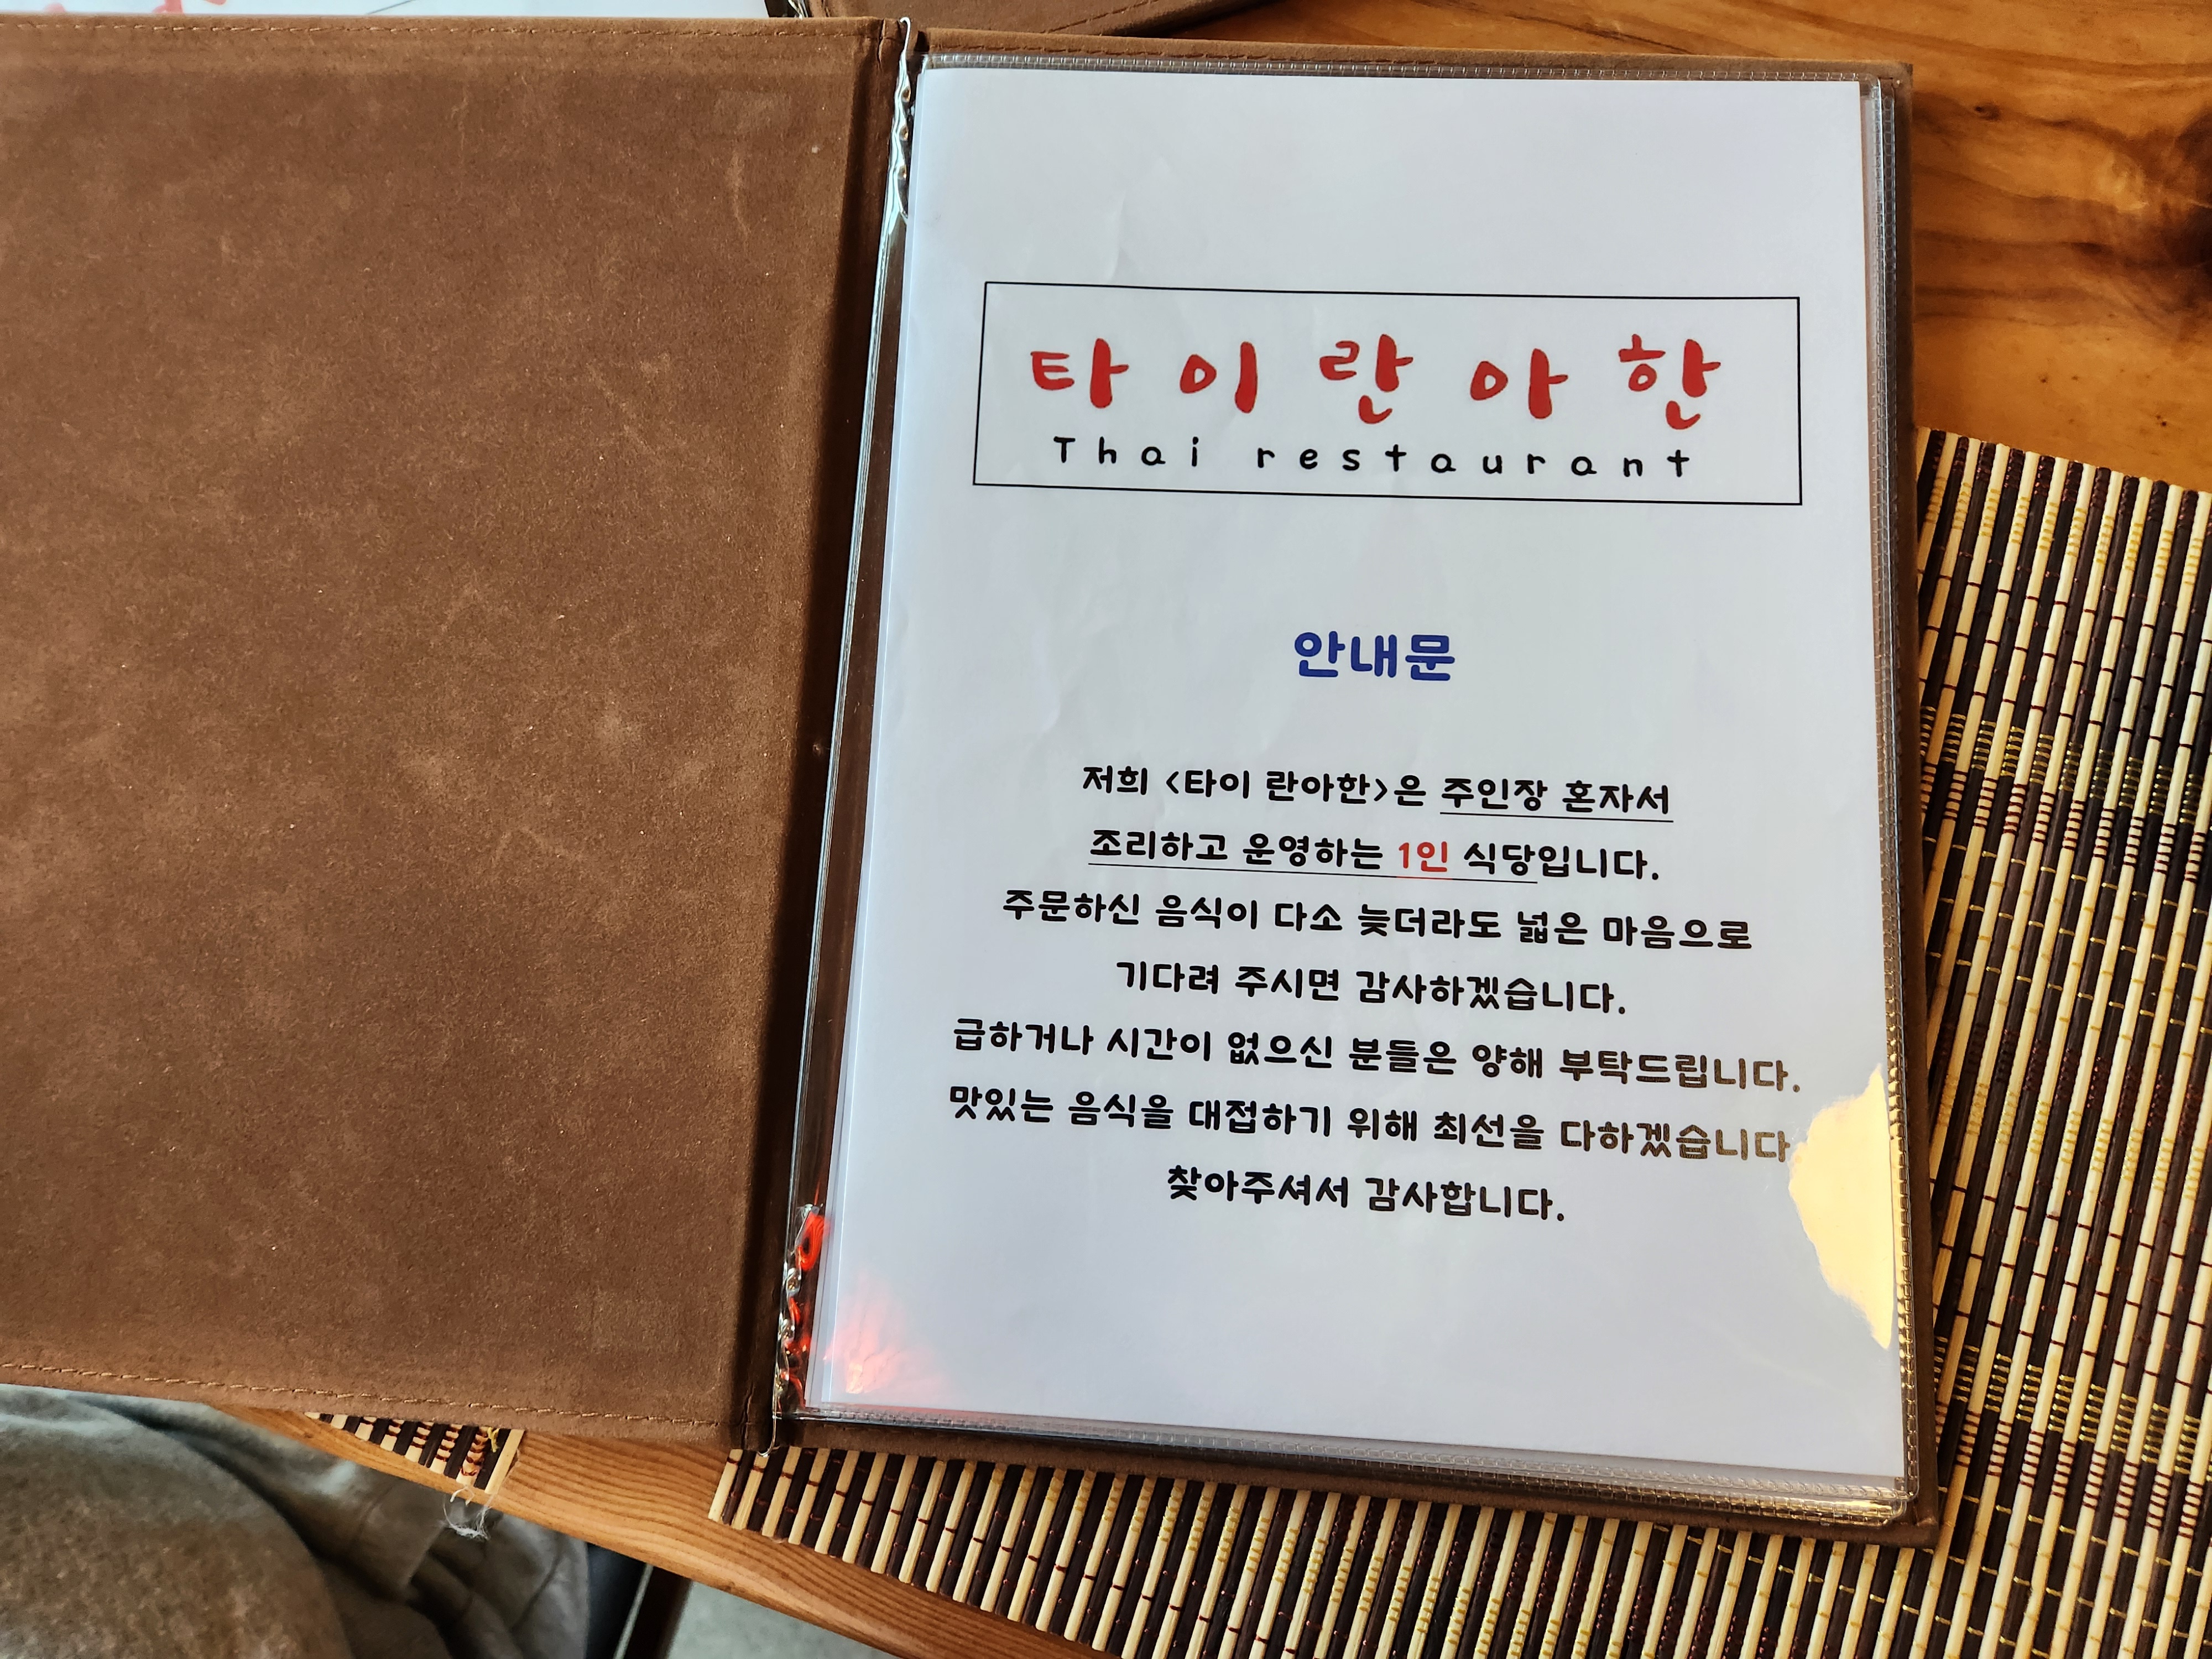 타이란아한
Thai restaurant
안내문
저희 <타이 란아한>은 주인장 혼자서
조리하고 운영하는 1인 식당입니다.
주문하신 음식이 다소 늦더라도 넓은 마음으로
기다려 주시면 감사하겠습니다.
급하거나 시간이 없으신 분들은 양해 부탁드립니다.
맛있는 음식을 대접하기 위해 최선을 다하겠습니다
찾아주셔서 감사합니다.